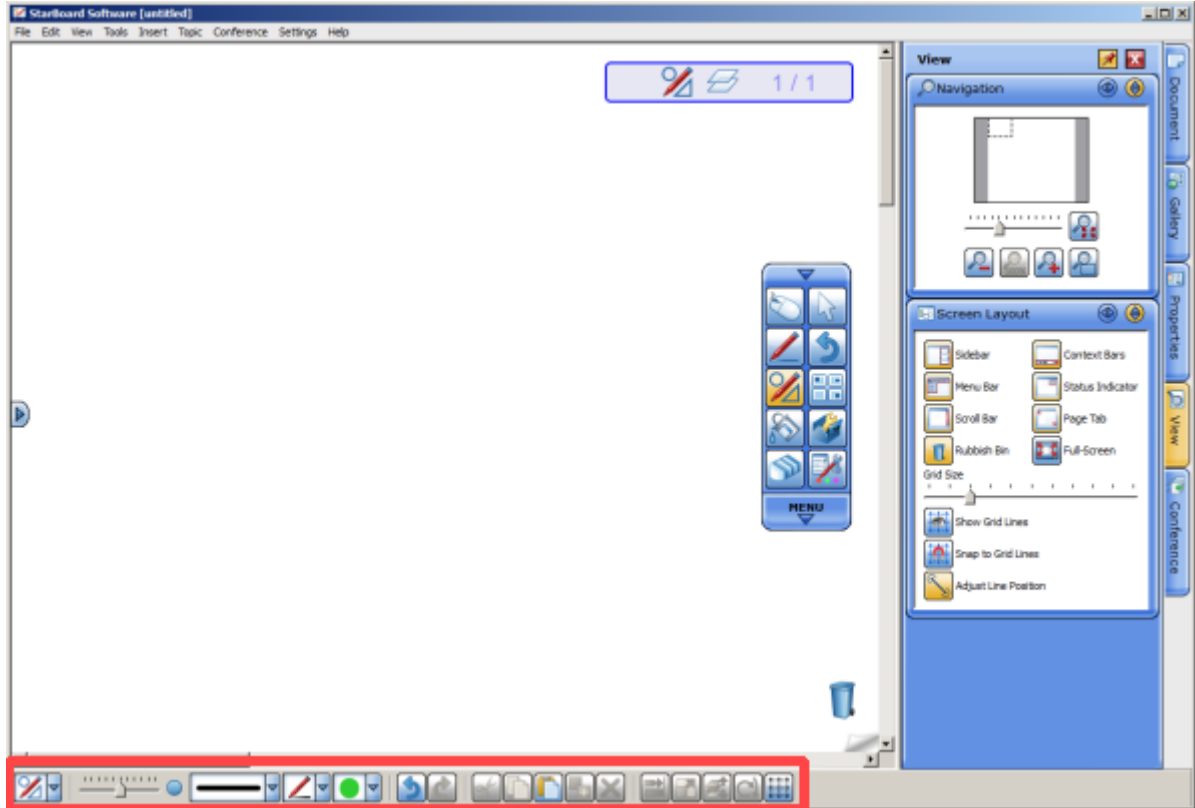 StarBoard Software [untitled]
File Edit View Tools Insert Topic Conference Settings Help
1 / 1
MENU
View
Navigation
Screen Layout
Sidebar Context Bars
Menu Bar Status Indicator
Scroll Bar Page Tab
Rubbish Bin Full-Screen
Grid Size
Show Grid Lines
Snap to Grid Lines
Adjust Line Position
Document
Gallery
Properties
View
Conference